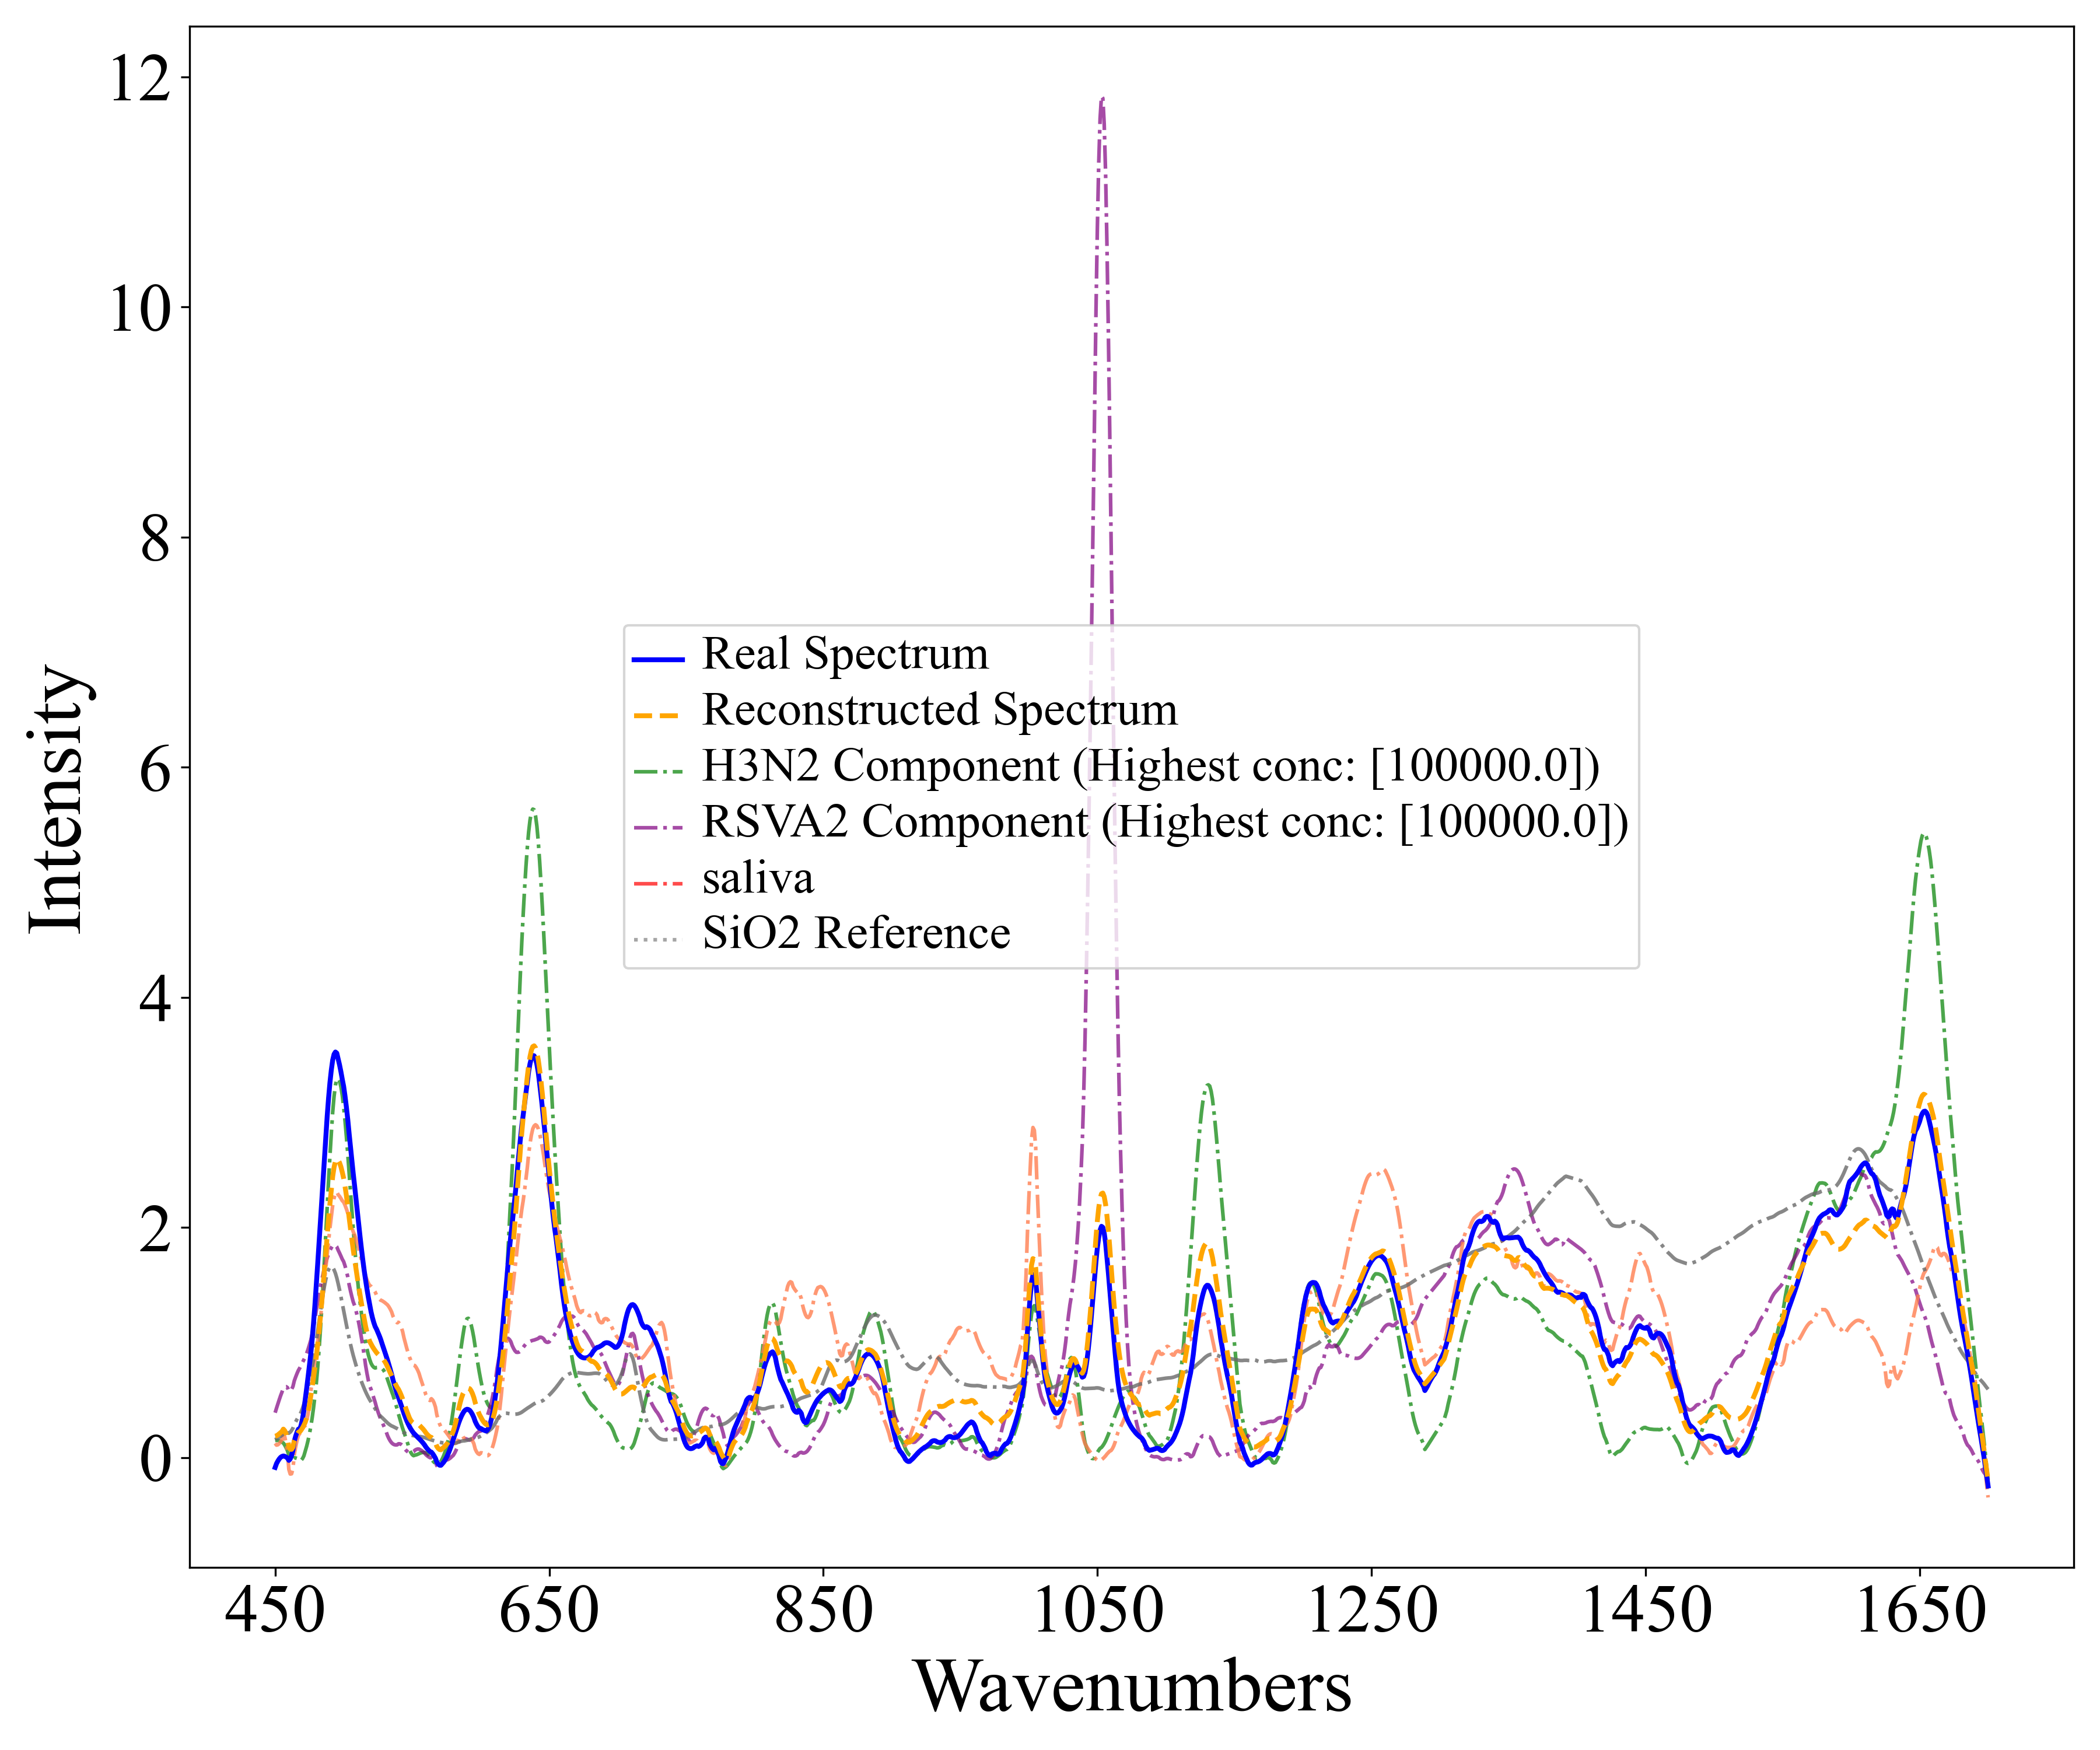 12
10
8
6
4
2
0
Intensity
Real Spectrum
Reconstructed Spectrum
H3N2 Component (Highest conc: [100000.0])
RSVA2 Component (Highest conc: [100000.0])
saliva
SiO2 Reference
450 650 850 1050 1250 1450 1650
Wavenumbers